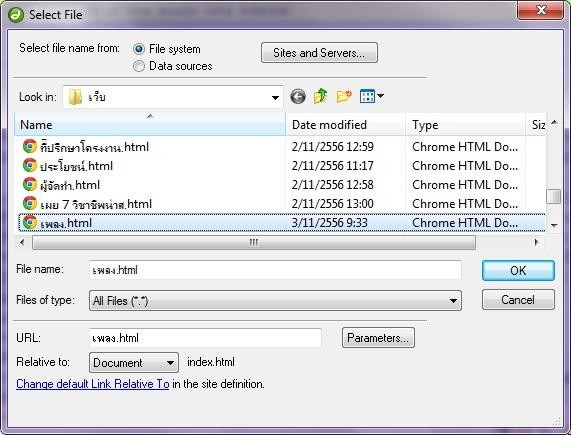 Select File
Select file name from: File system Sites and Servers...
Data sources
Look in: เว็บ
Name Date modified Type Siz
ที่ปรึกษาโครงงาน.html 2/11/2556 12:59 Chrome HTML Do...
ประโยชน์.html 2/11/2556 11:17 Chrome HTML Do...
ผู้จัดทำ.html 2/11/2556 12:58 Chrome HTML Do...
เผย 7 วิชาชีพน่าส.html 2/11/2556 13:00 Chrome HTML Do...
เพลง.html 3/11/2556 9:33 Chrome HTML Do...
File name: เพลง.html OK
Files of type: All Files (*.*) Cancel
URL: เพลง.html Parameters...
Relative to: Document index.html
Change default Link Relative To in the site definition.